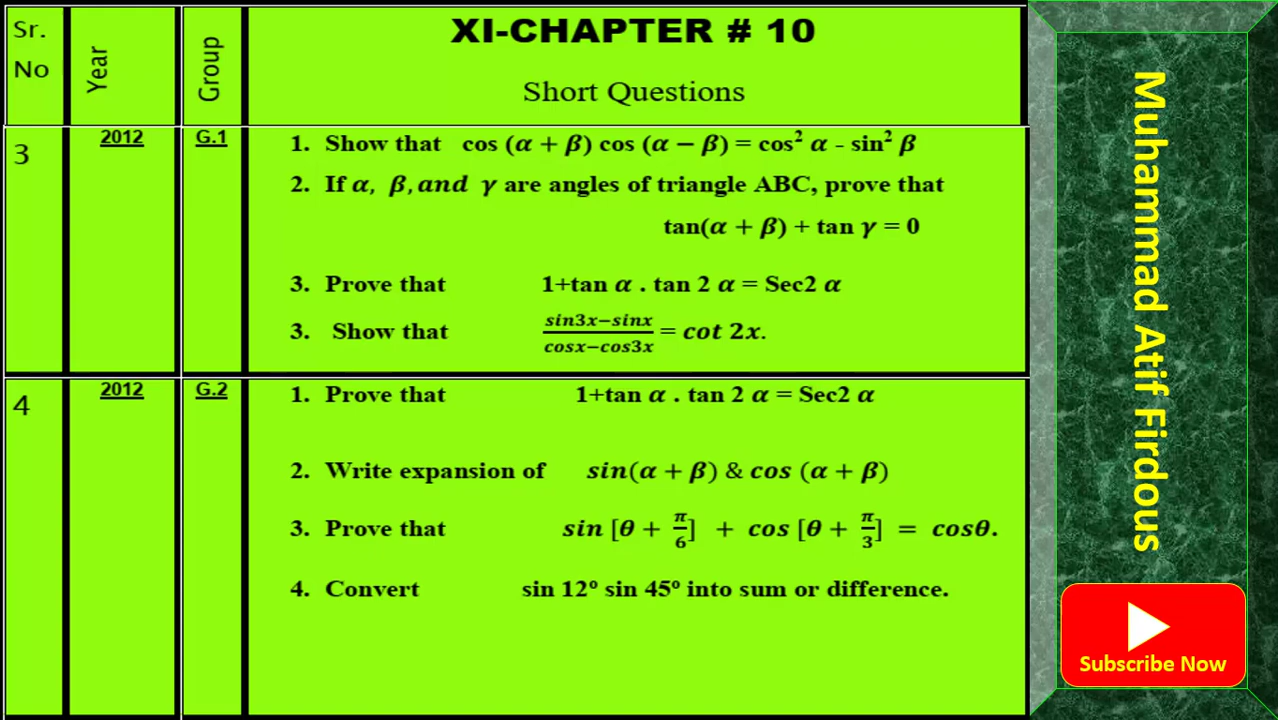 Sr.
No
Year
Group
XI-CHAPTER # 10
Short Questions
3
2012
G.1
1. Show that cos (α + β) cos (α − β) = cos² α - sin² β
2. If α, β, and γ are angles of triangle ABC, prove that
tan(α + β) + tan γ = 0
3. Prove that 1+tan α . tan 2 α = Sec2 α
3. Show that (sin3x−sinx)/(cosx−cos3x) = cot 2x.
4
2012
G.2
1. Prove that 1+tan α . tan 2 α = Sec2 α
2. Write expansion of sin(α + β) & cos (α + β)
3. Prove that sin [θ + π/6] + cos [θ + π/3] = cosθ.
4. Convert sin 12º sin 45º into sum or difference.
Muhammad Atif Firdous
Subscribe Now